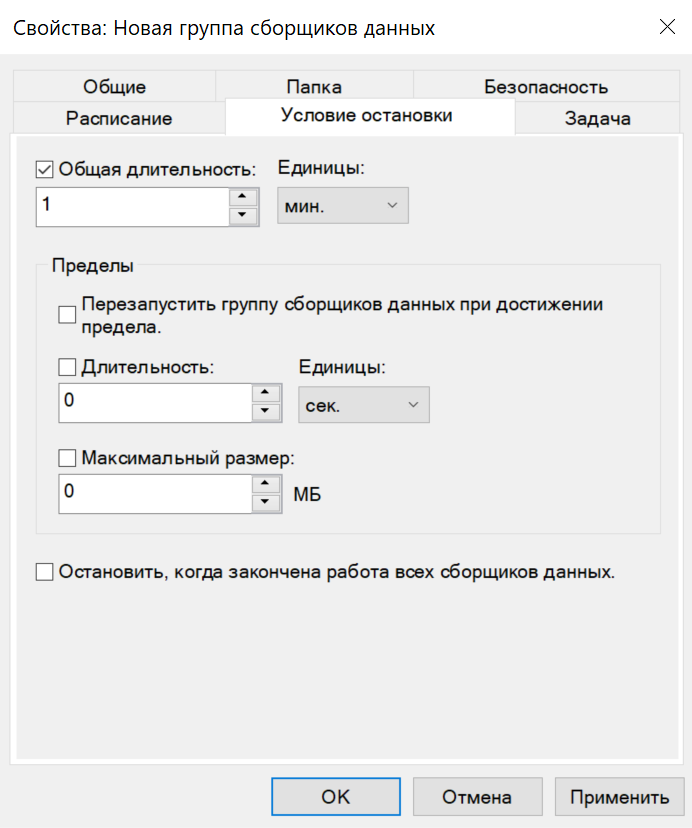 Свойства: Новая группа сборщиков данных
Общие
Папка
Безопасность
Расписание
Условие остановки
Задача
Общая длительность:
Единицы:
1
мин.
Пределы
Перезапустить группу сборщиков данных при достижении
предела.
Длительность:
Единицы:
0
сек.
Максимальный размер:
0
МБ
Остановить, когда закончена работа всех сборщиков данных.
OK
Отмена
Применить